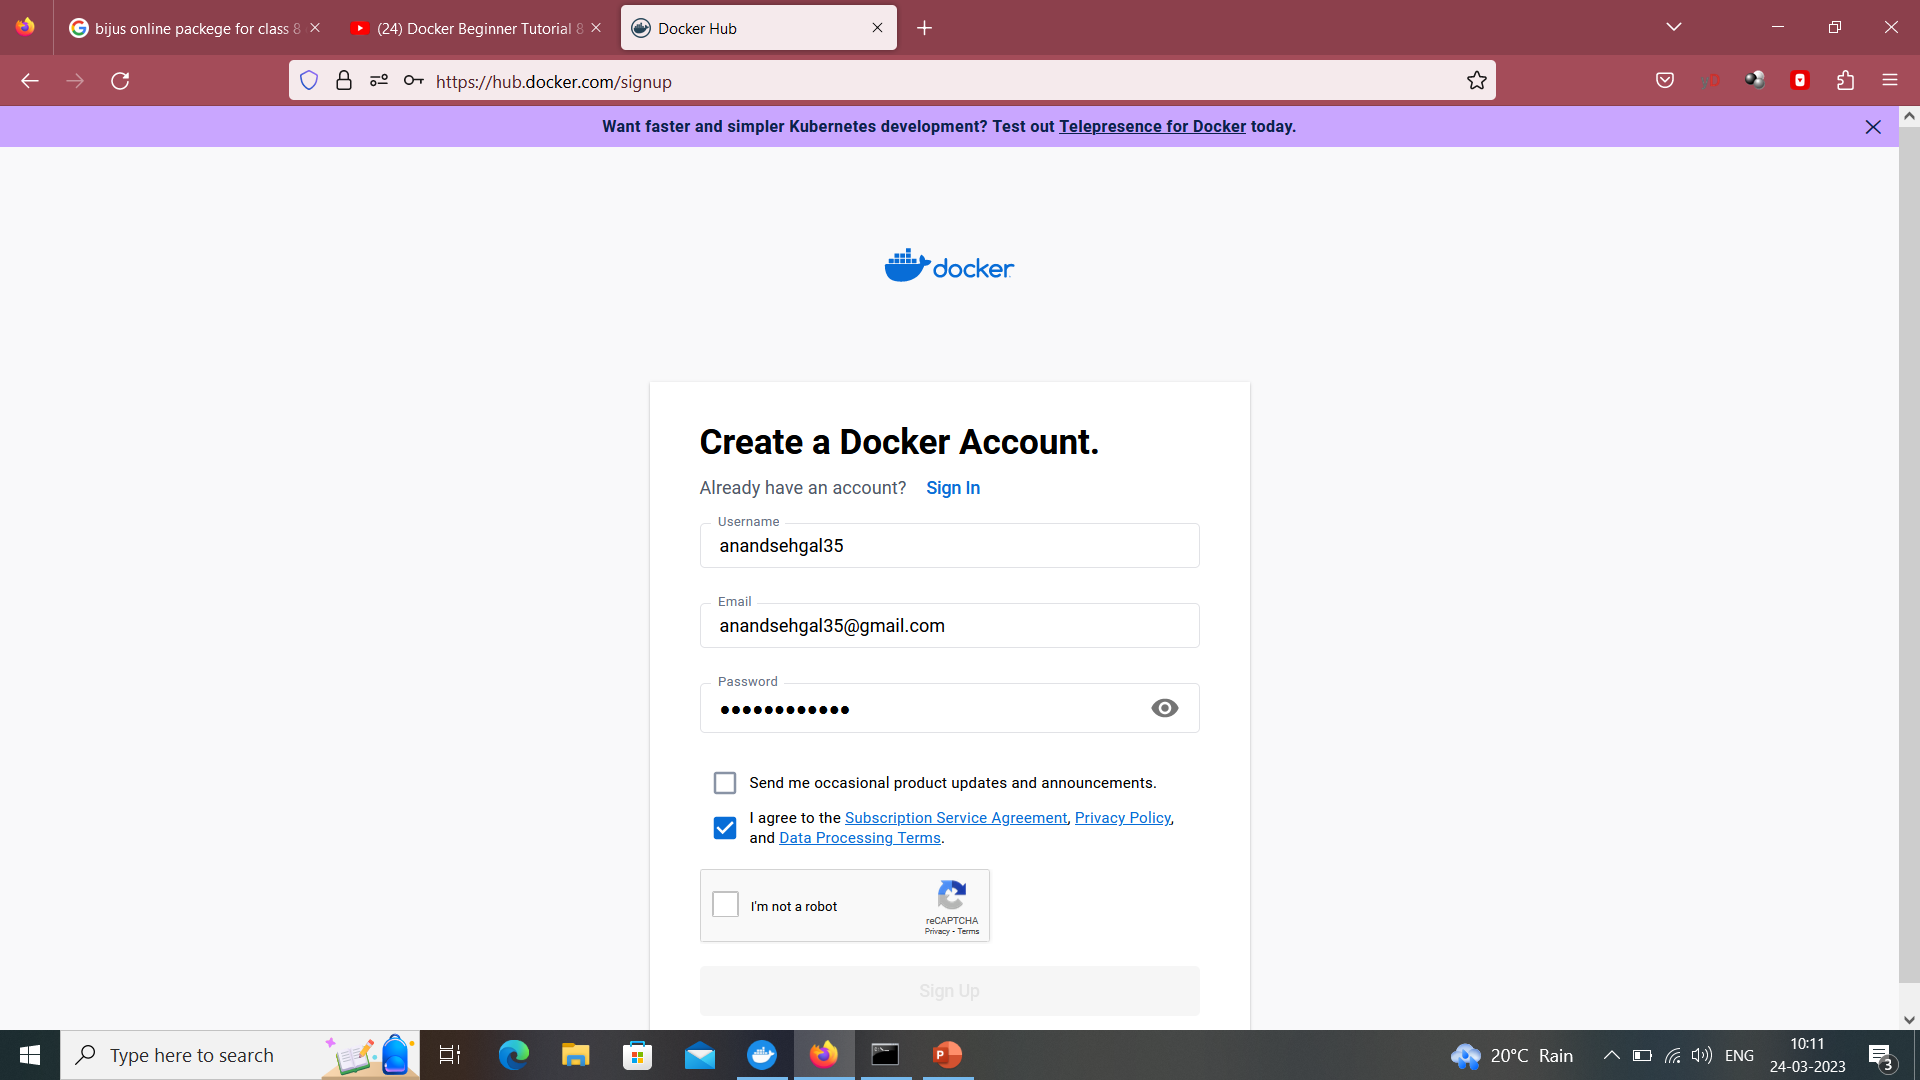 bijus online packege for class 8
(24) Docker Beginner Tutorial 8
Docker Hub
https://hub.docker.com/signup
Want faster and simpler Kubernetes development? Test out Telepresence for Docker today.
docker
Create a Docker Account.
Already have an account? Sign In
Username
anandsehgal35
Email
anandsehgal35@gmail.com
Password
Send me occasional product updates and announcements.
I agree to the Subscription Service Agreement, Privacy Policy,
and Data Processing Terms.
I'm not a robot
reCAPTCHA
Privacy - Terms
Sign Up
Type here to search
20°C Rain
ENG
10:11
24-03-2023
3